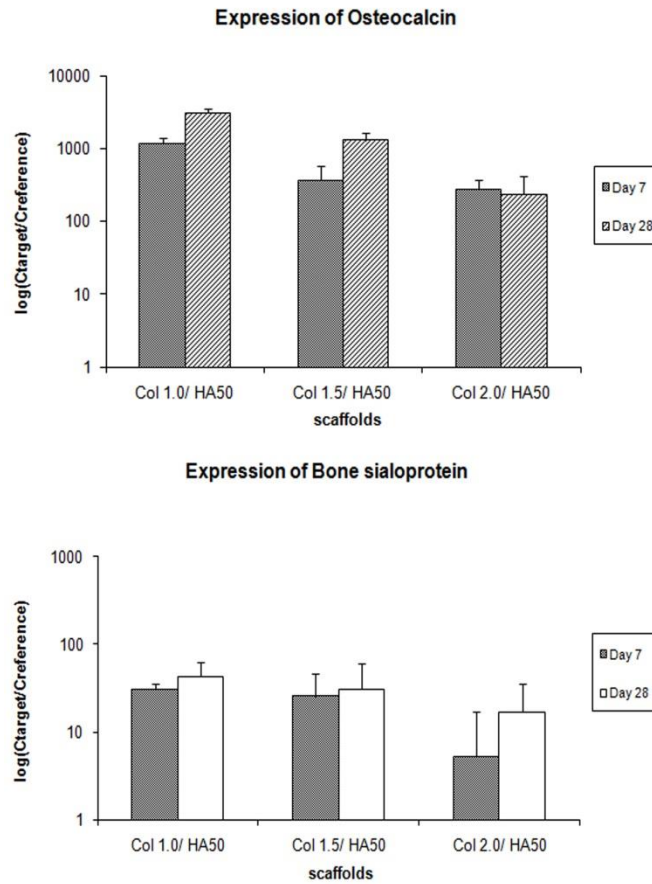 Expression of Osteocalcin
log(Ctarget/Creference)
10000
1000
100
10
1
Col 1.0/ HA50 Col 1.5/ HA50 Col 2.0/ HA50
scaffolds
Day 7
Day 28
Expression of Bone sialoprotein
log(Ctarget/Creference)
1000
100
10
1
Col 1.0/ HA50 Col 1.5/ HA50 Col 2.0/ HA50
scaffolds
Day 7
Day 28